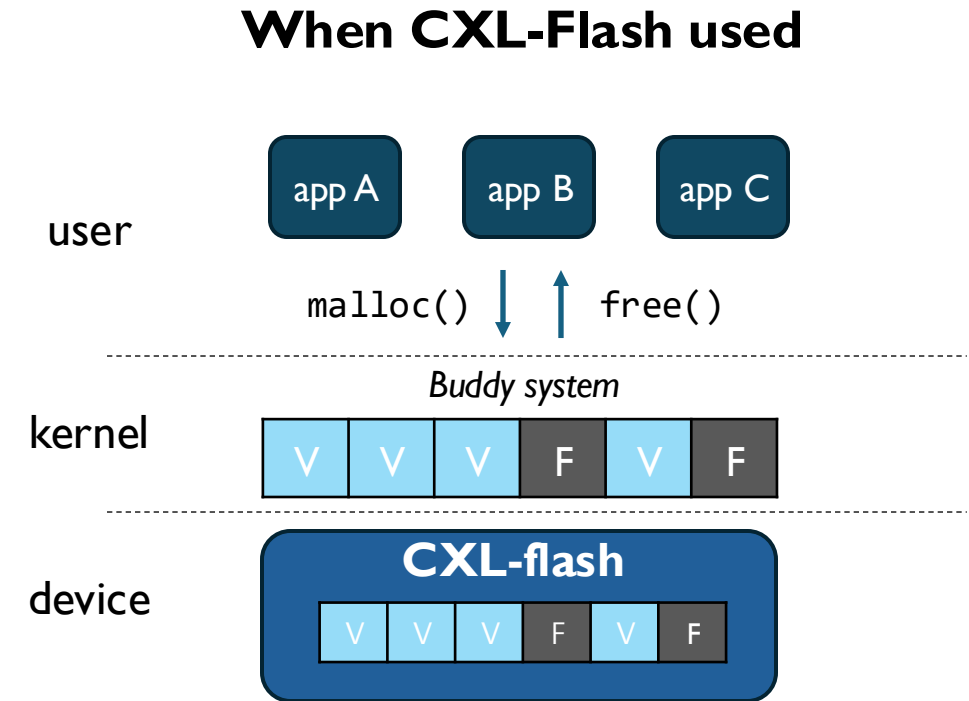 When CXL-Flash used
app A app B app C
user
malloc() free()
Buddy system
kernel
V V V F V F
CXL-flash
device
V V V F V F